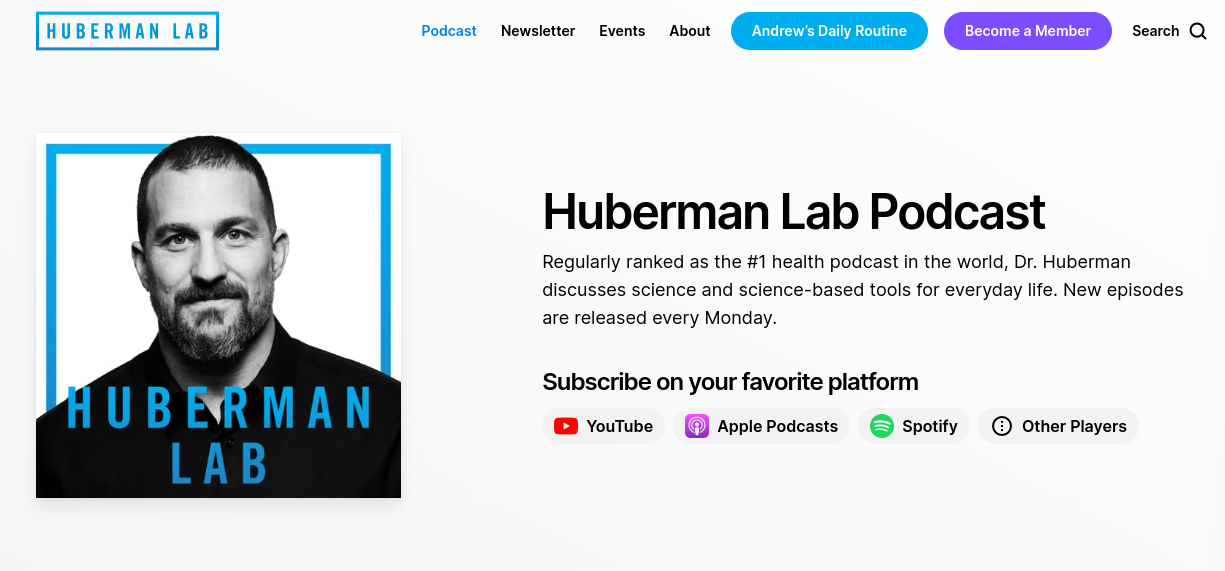 HUBERMAN LAB
Podcast
Newsletter
Events
About
Andrew’s Daily Routine
Become a Member
Search
HUBERMAN
LAB
Huberman Lab Podcast
Regularly ranked as the #1 health podcast in the world, Dr. Huberman
discusses science and science-based tools for everyday life. New episodes
are released every Monday.
Subscribe on your favorite platform
YouTube
Apple Podcasts
Spotify
Other Players